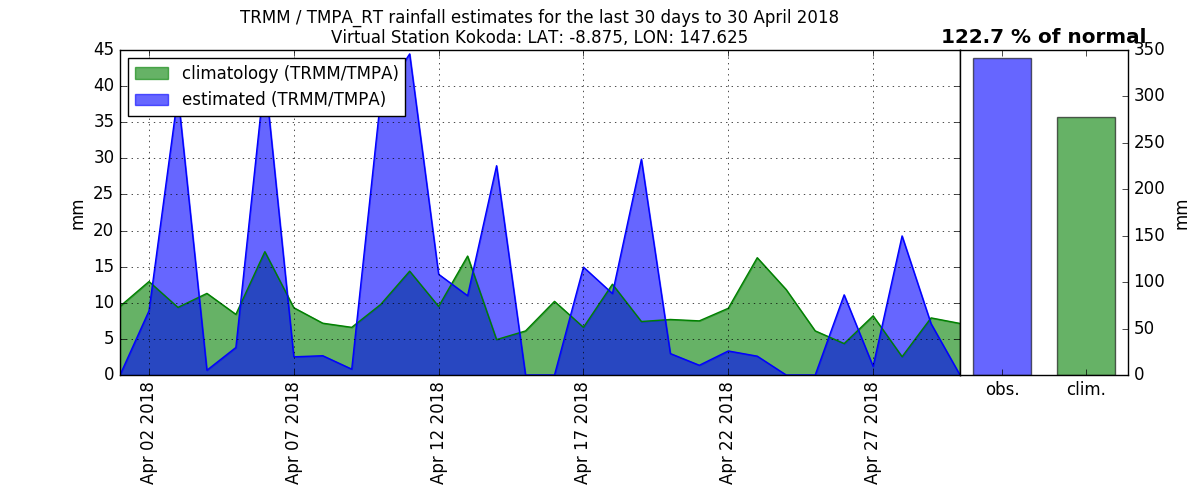 TRMM / TMPA_RT rainfall estimates for the last 30 days to 30 April 2018
Virtual Station Kokoda: LAT: -8.875, LON: 147.625
122.7 % of normal
climatology (TRMM/TMPA)
estimated (TRMM/TMPA)
45
40
35
30
25
20
15
10
5
0
mm
Apr 02 2018
Apr 07 2018
Apr 12 2018
Apr 17 2018
Apr 22 2018
Apr 27 2018
obs.
clim.
350
300
250
200
150
100
50
0
mm